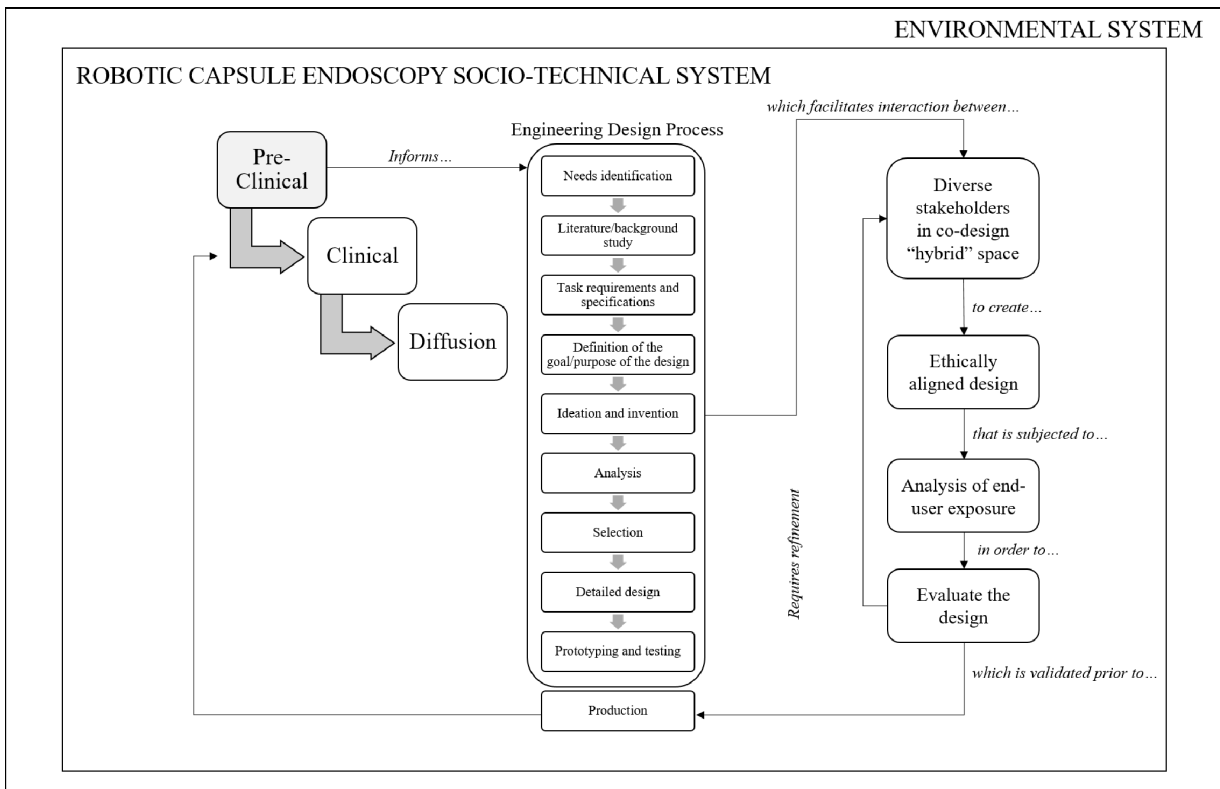 ENVIRONMENTAL SYSTEM
ROBOTIC CAPSULE ENDOSCOPY SOCIO-TECHNICAL SYSTEM
which facilitates interaction between…
Engineering Design Process
Pre-
Clinical
Informs…
Clinical
Diffusion
Needs identification
Literature/background
study
Task requirements and
specifications
Definition of the
goal/purpose of the design
Ideation and invention
Analysis
Selection
Detailed design
Prototyping and testing
Production
Diverse
stakeholders
in co-design
“hybrid” space
to create…
Ethically
aligned design
that is subjected to…
Analysis of end-
user exposure
in order to…
Evaluate the
design
Requires refinement
which is validated prior to…